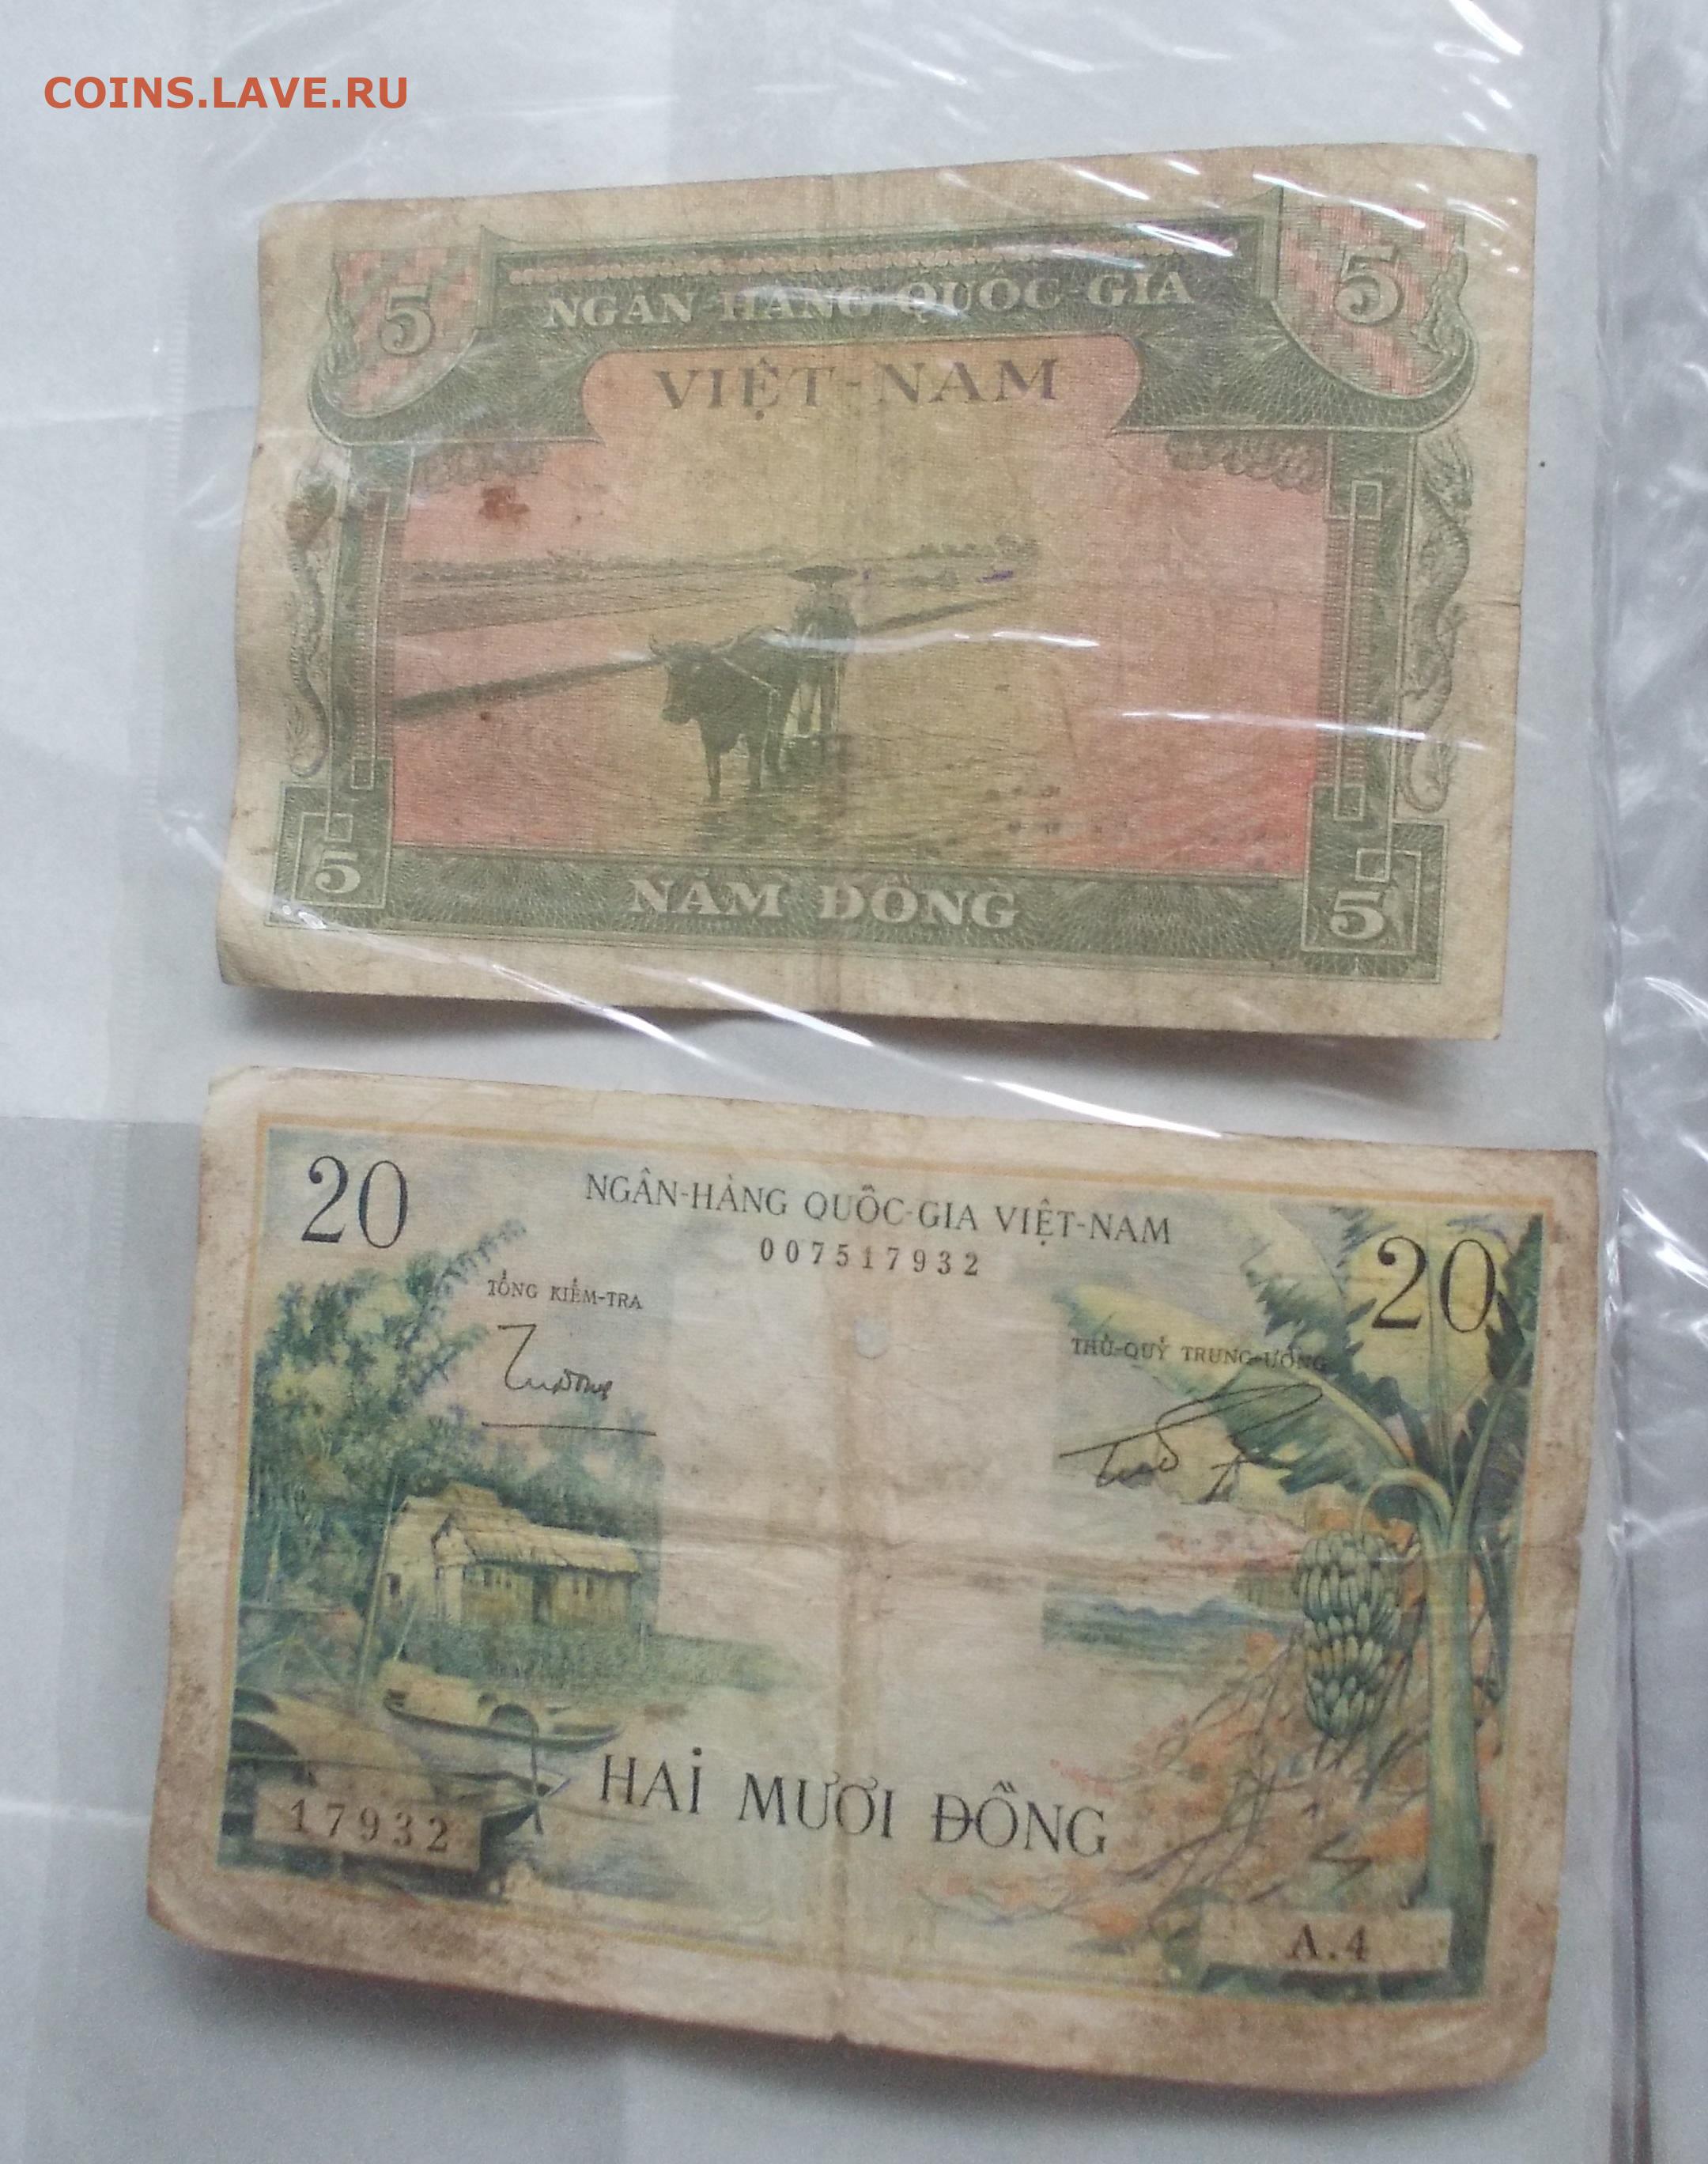 COINS.LAVE.RU
5
5
NGÂN-HÀNG-QUỐC-GIA
VIỆT-NAM
5
NĂM ĐỒNG
5
20
NGÂN-HÀNG QUỐC-GIA VIỆT-NAM
007517932
20
TỔNG KIỂM-TRA
THỦ-QUỸ TRUNG-ƯƠNG
HAI MƯƠI ĐỒNG
17932
A.4